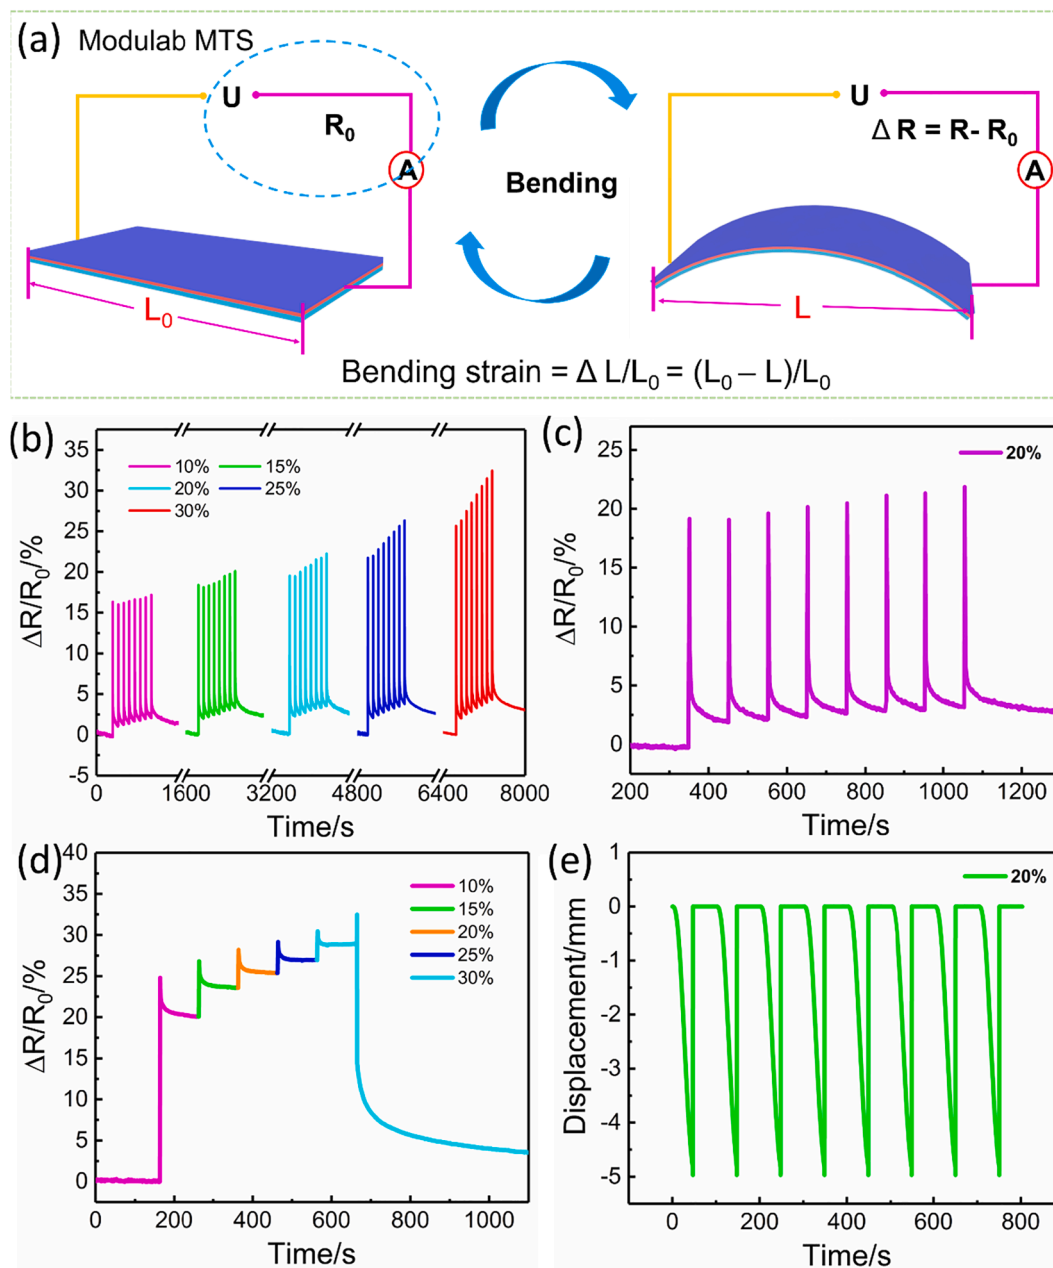 (a) Modulab MTS
U
R₀
A
L₀
Bending
U
Δ R = R- R₀
A
L
Bending strain = Δ L/L₀ = (L₀ – L)/L₀
(b)
ΔR/R₀/%
35
30
25
20
15
10
5
0
-5
10% 15%
20% 25%
30%
0 1600 3200 4800 6400 8000
Time/s
(c)
ΔR/R₀/%
25
20
15
10
5
0
20%
200 400 600 800 1000 1200
Time/s
(d)
ΔR/R₀/%
40
35
30
25
20
15
10
5
0
10%
15%
20%
25%
30%
0 200 400 600 800 1000
Time/s
(e)
Displacement/mm
1
0
-1
-2
-3
-4
-5
20%
0 200 400 600 800
Time/s